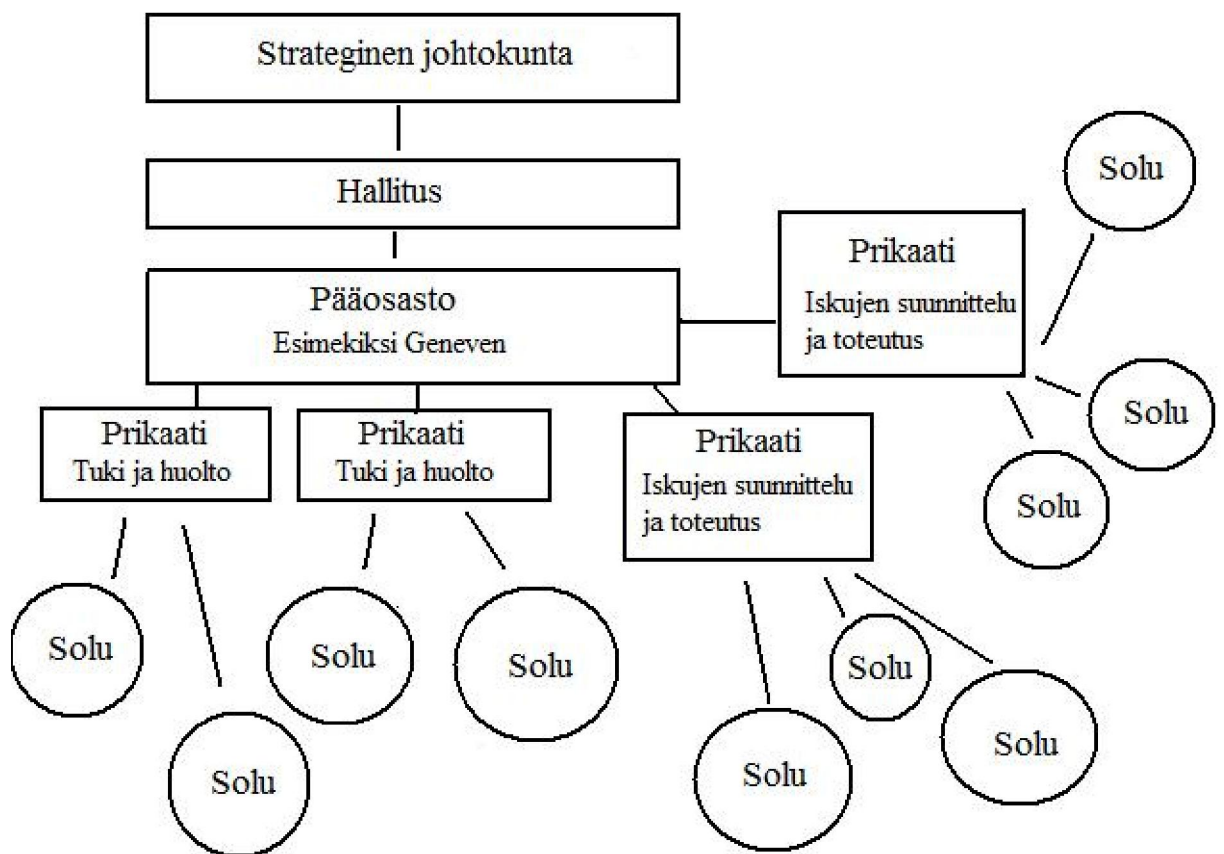 Strateginen johtokunta
Hallitus
Pääosasto
Esimekiksi Geneven
Prikaati
Iskujen suunnittelu
ja toteutus
Solu
Solu
Solu
Prikaati
Tuki ja huolto
Prikaati
Tuki ja huolto
Prikaati
Iskujen suunnittelu
ja toteutus
Solu
Solu
Solu
Solu
Solu
Solu
Solu